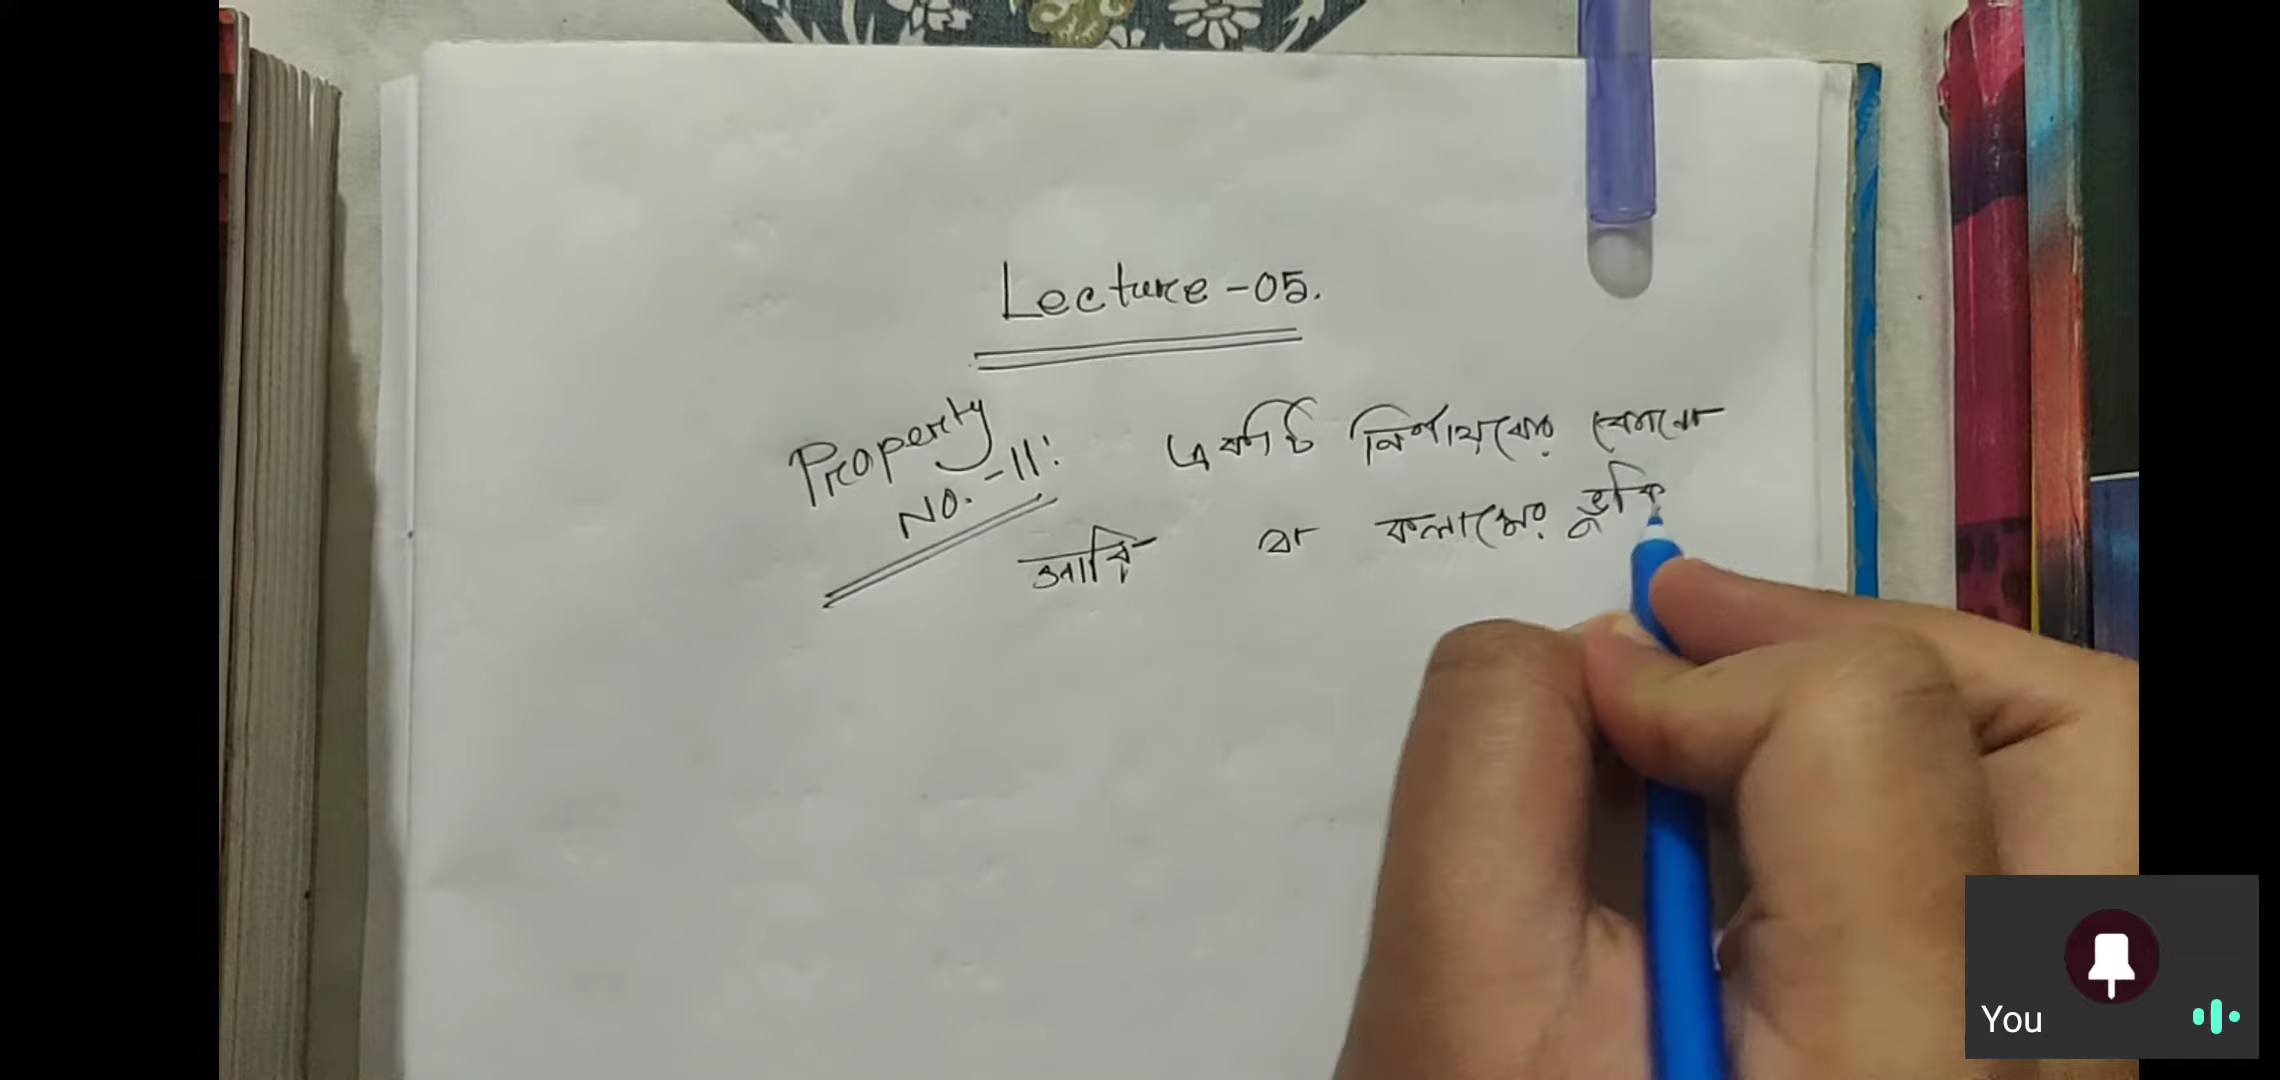 Lecture -05.
Property একটি নির্ণায়কের কোনো
NO. -11:
সারি বা কলামের ভুক্তি
You